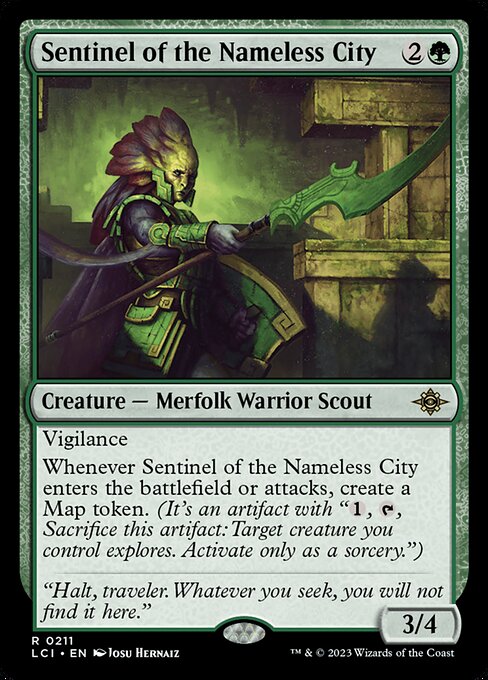 Sentinel of the Nameless City 2
Creature — Merfolk Warrior Scout
Vigilance
Whenever Sentinel of the Nameless City
enters the battlefield or attacks, create a
Map token. (It's an artifact with “1, ,
Sacrifice this artifact: Target creature you
control explores. Activate only as a sorcery.”)
“Halt, traveler. Whatever you seek, you will not
find it here.”
3/4
R 0211
LCI • EN Josu Hernaiz
™ & © 2023 Wizards of the Coast